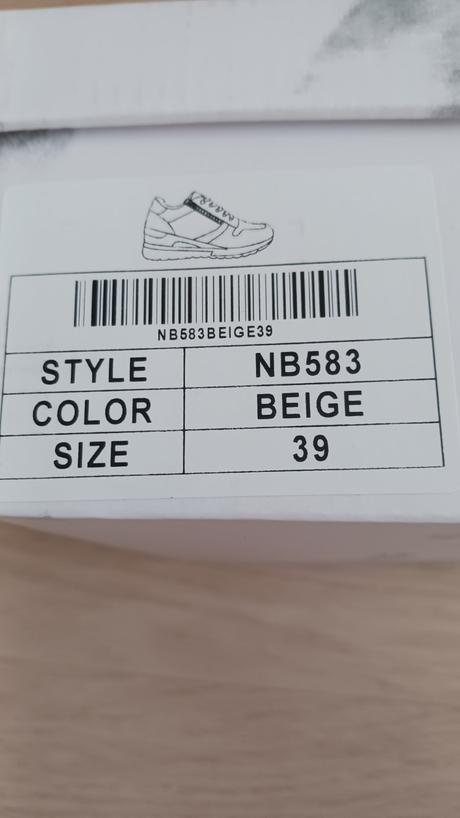 NB583BEIGE39
STYLE NB583
COLOR BEIGE
SIZE 39